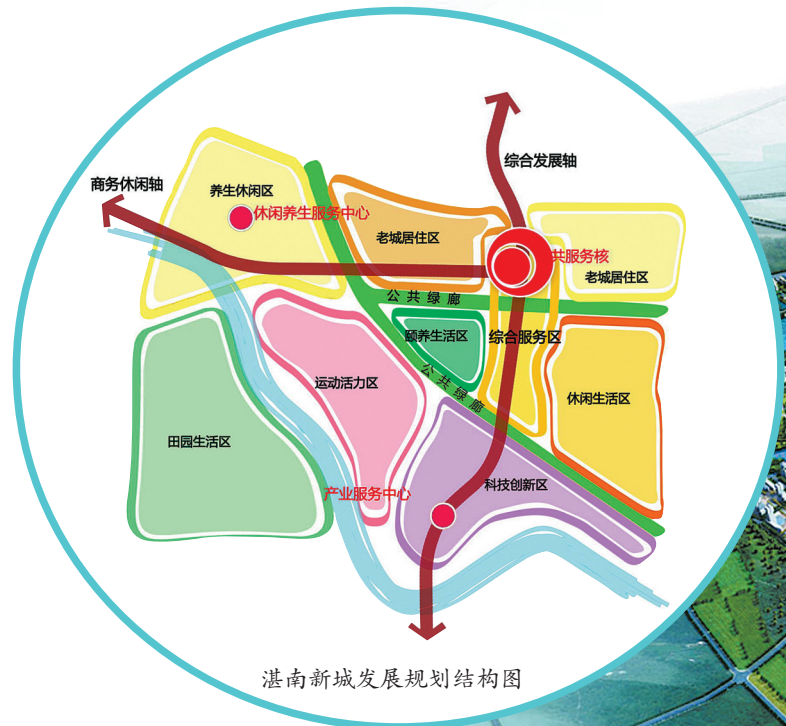 综合发展轴
商务休闲轴
养生休闲区
休闲养生服务中心
老城居住区
共服务核
老城居住区
公共绿廊
颐养生活区
综合服务区
公共绿廊
运动活力区
休闲生活区
田园生活区
科技创新区
产业服务中心
湛南新城发展规划结构图